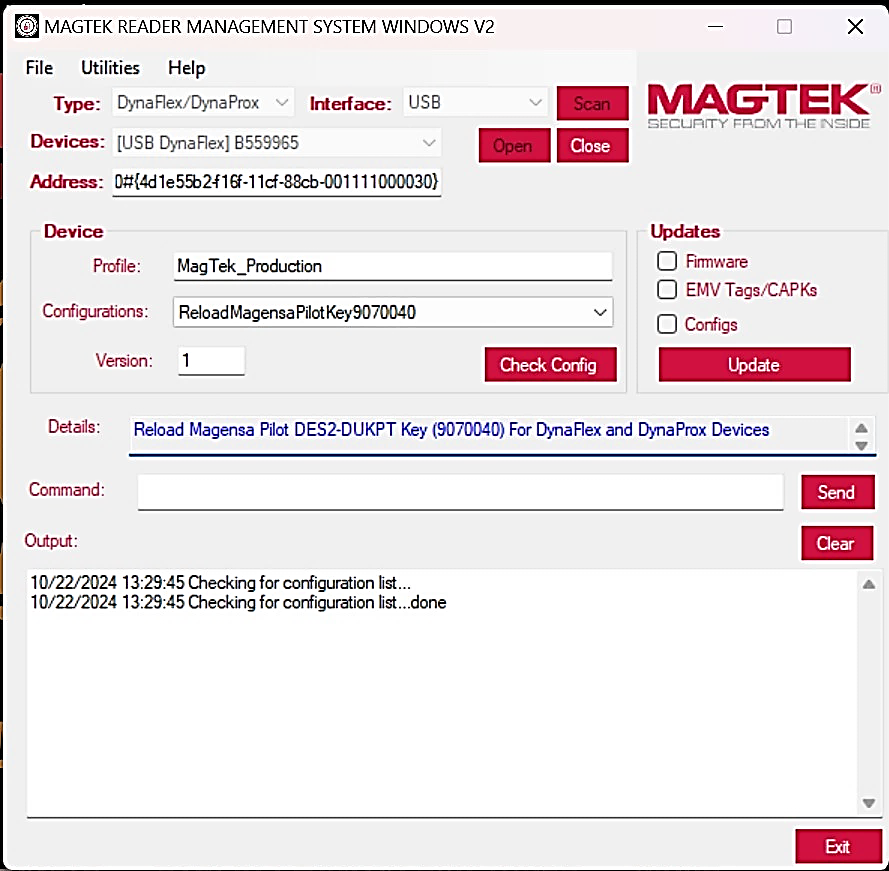 MAGTEK READER MANAGEMENT SYSTEM WINDOWS V2
File Utilities Help
Type: DynaFlex/DynaProx Interface: USB Scan
MAGTEK®
SECURITY FROM THE INSIDE
Devices: [USB DynaFlex] B559965 Open Close
Address: 0#{4d1e55b2-f16f-11cf-88cb-001111000030}
Device
Profile: MagTek_Production
Configurations: ReloadMagensaPilotKey9070040
Version: 1 Check Config
Updates
Firmware
EMV Tags/CAPKs
Configs
Update
Details: Reload Magensa Pilot DES2-DUKPT Key (9070040) For DynaFlex and DynaProx Devices
Command: Send
Output: Clear
10/22/2024 13:29:45 Checking for configuration list...
10/22/2024 13:29:45 Checking for configuration list...done
Exit